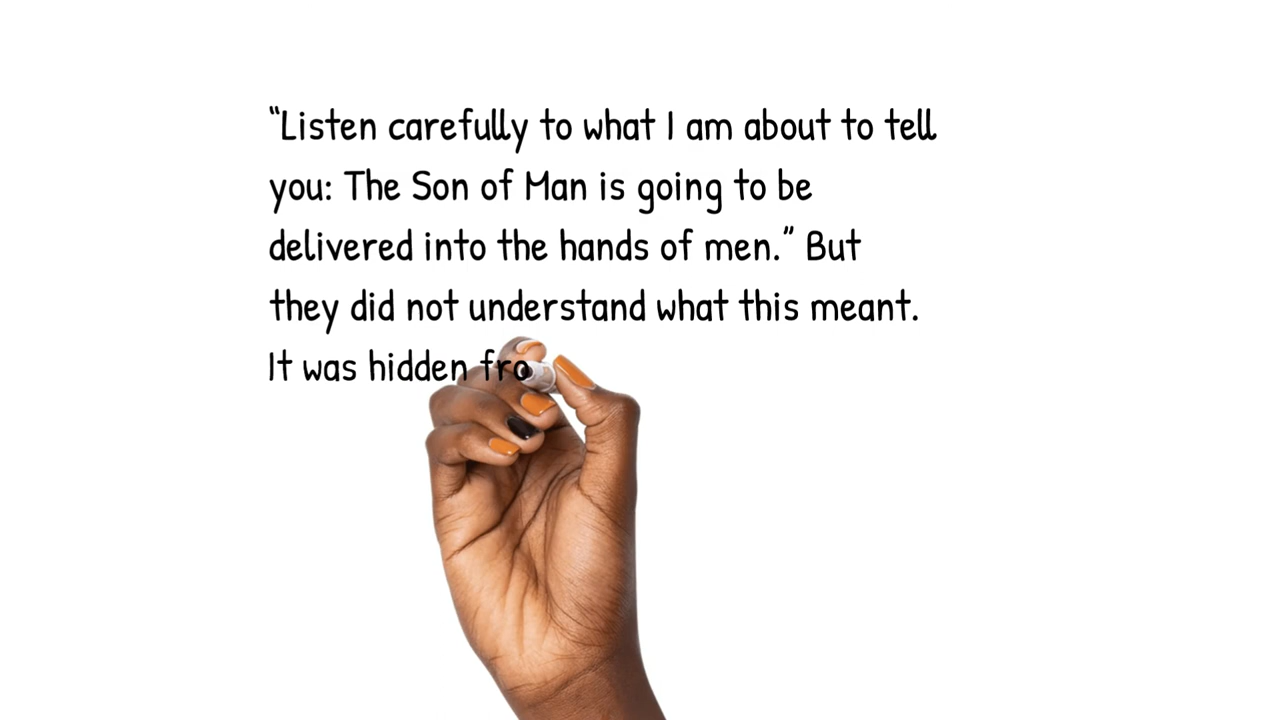 “Listen carefully to what I am about to tell
you: The Son of Man is going to be
delivered into the hands of men.” But
they did not understand what this meant.
It was hidden fro